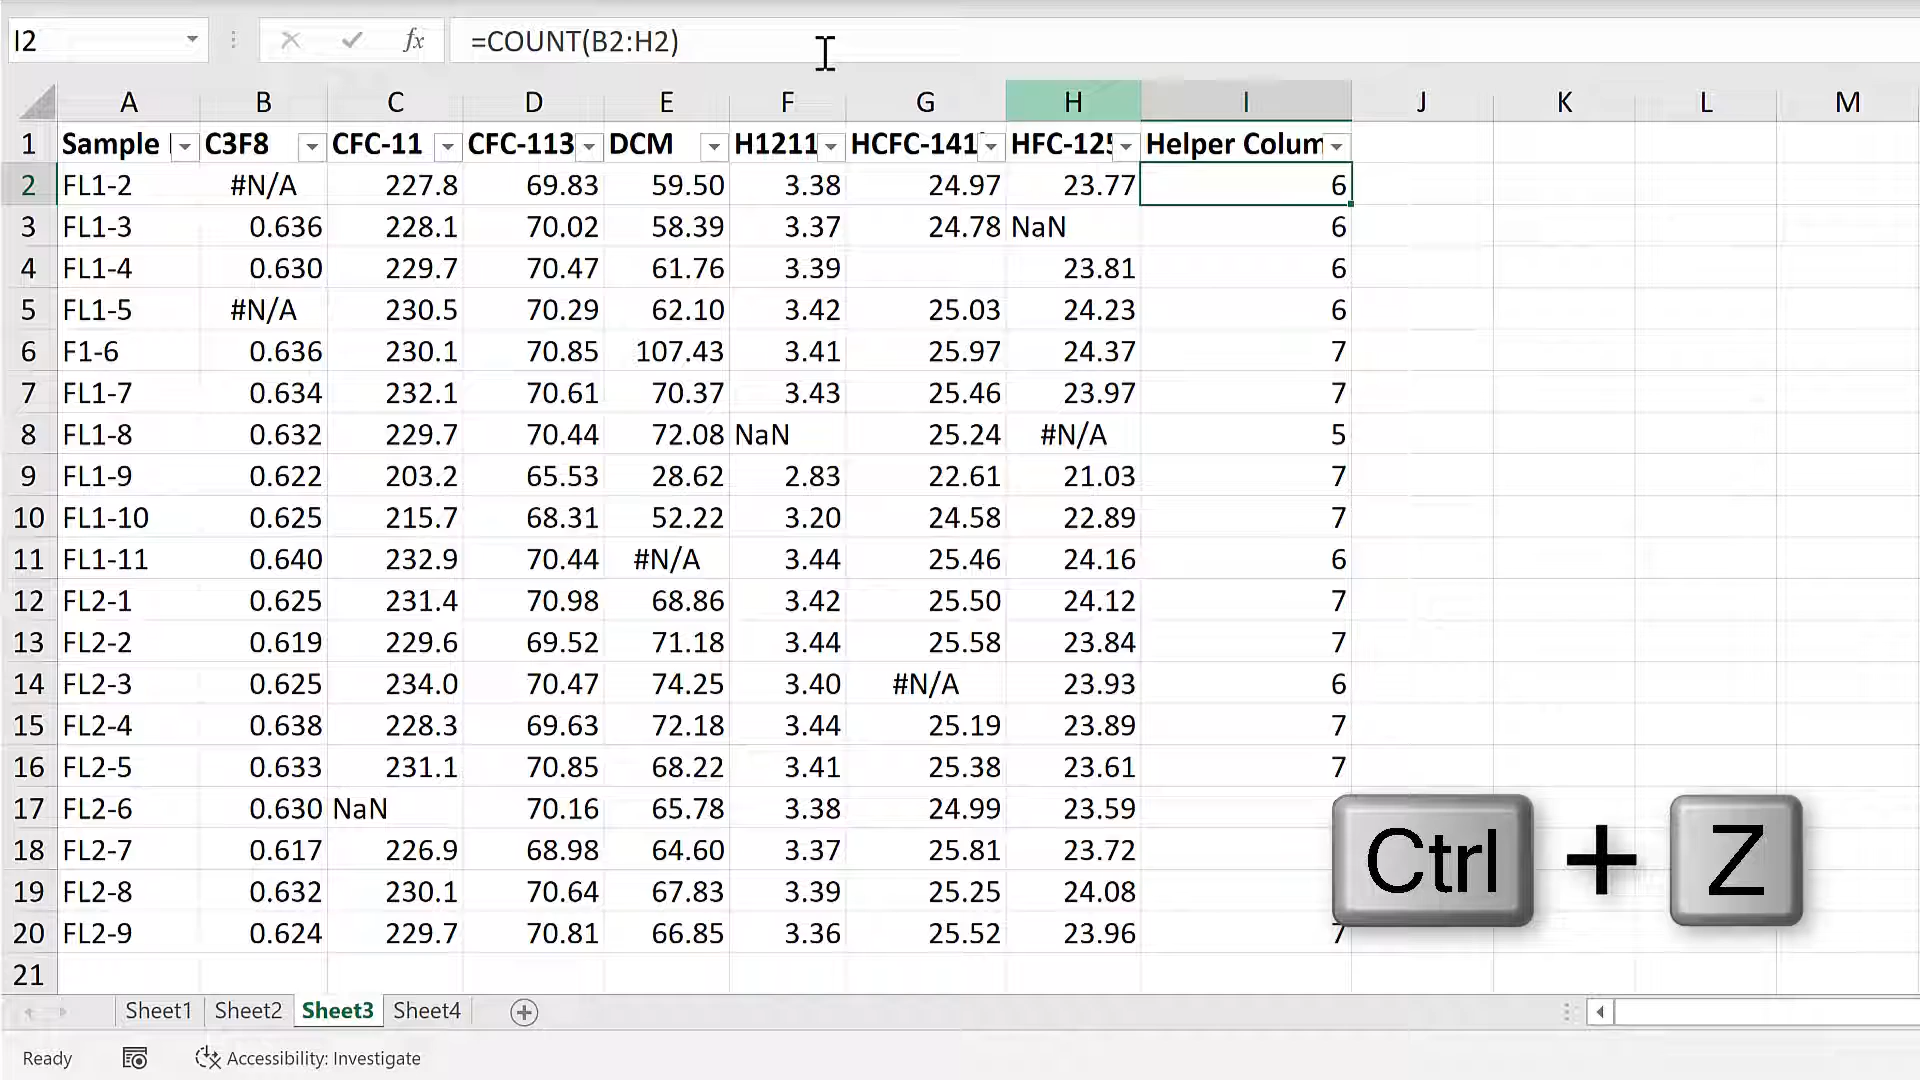 I2 fx =COUNT(B2:H2)
A B C D E F G H I J K L M
1 Sample C3F8 CFC-11 CFC-113 DCM H1211 HCFC-141 HFC-125 Helper Colum
2 FL1-2 #N/A 227.8 69.83 59.50 3.38 24.97 23.77 6
3 FL1-3 0.636 228.1 70.02 58.39 3.37 24.78 NaN 6
4 FL1-4 0.630 229.7 70.47 61.76 3.39 23.81 6
5 FL1-5 #N/A 230.5 70.29 62.10 3.42 25.03 24.23 6
6 F1-6 0.636 230.1 70.85 107.43 3.41 25.97 24.37 7
7 FL1-7 0.634 232.1 70.61 70.37 3.43 25.46 23.97 7
8 FL1-8 0.632 229.7 70.44 72.08 NaN 25.24 #N/A 5
9 FL1-9 0.622 203.2 65.53 28.62 2.83 22.61 21.03 7
10 FL1-10 0.625 215.7 68.31 52.22 3.20 24.58 22.89 7
11 FL1-11 0.640 232.9 70.44 #N/A 3.44 25.46 24.16 6
12 FL2-1 0.625 231.4 70.98 68.86 3.42 25.50 24.12 7
13 FL2-2 0.619 229.6 69.52 71.18 3.44 25.58 23.84 7
14 FL2-3 0.625 234.0 70.47 74.25 3.40 #N/A 23.93 6
15 FL2-4 0.638 228.3 69.63 72.18 3.44 25.19 23.89 7
16 FL2-5 0.633 231.1 70.85 68.22 3.41 25.38 23.61 7
17 FL2-6 0.630 NaN 70.16 65.78 3.38 24.99 23.59
18 FL2-7 0.617 226.9 68.98 64.60 3.37 25.81 23.72
19 FL2-8 0.632 230.1 70.64 67.83 3.39 25.25 24.08
20 FL2-9 0.624 229.7 70.81 66.85 3.36 25.52 23.96 7
Ctrl + Z
21
Sheet1 Sheet2 Sheet3 Sheet4
Ready Accessibility: Investigate